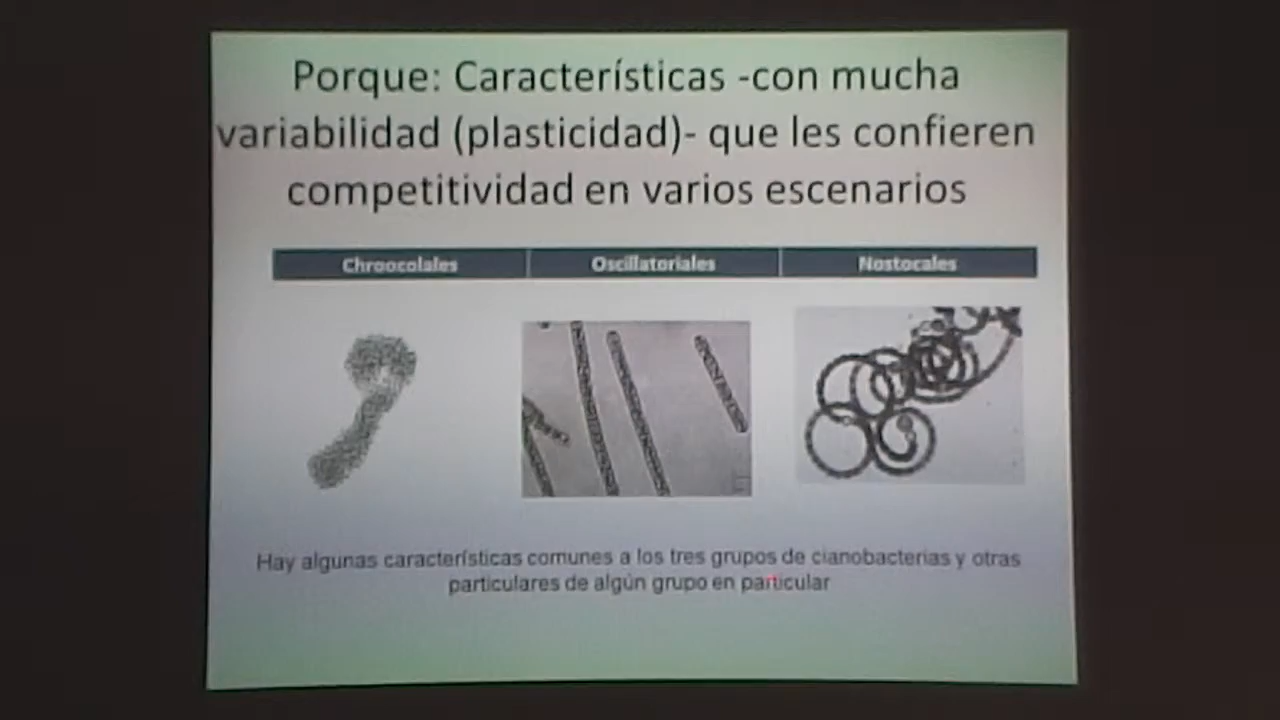 Porque: Características -con mucha
variabilidad (plasticidad)- que les confieren
competitividad en varios escenarios
Chroocolales
Oscillatoriales
Nostocales
Hay algunas características comunes a los tres grupos de cianobacterias y otras
particulares de algún grupo en particular